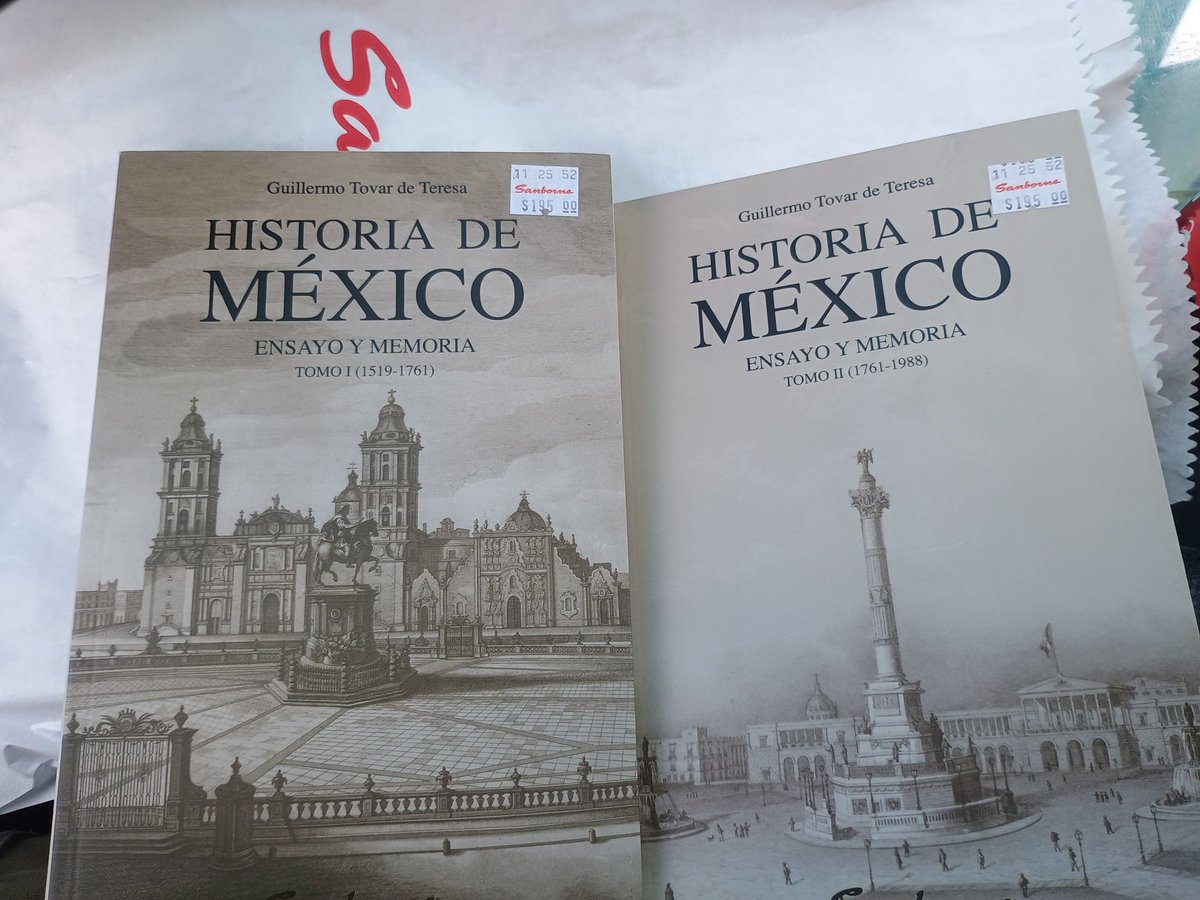 Sa
Guillermo Tovar de Teresa
HISTORIA DE
MÉXICO
ENSAYO Y MEMORIA
TOMO I (1519-1761)
11 25 52
Sanborns
$195 00
Guillermo Tovar de Teresa
HISTORIA DE
MÉXICO
ENSAYO Y MEMORIA
TOMO II (1761-1988)
11 25 52
Sanborns
$195 00